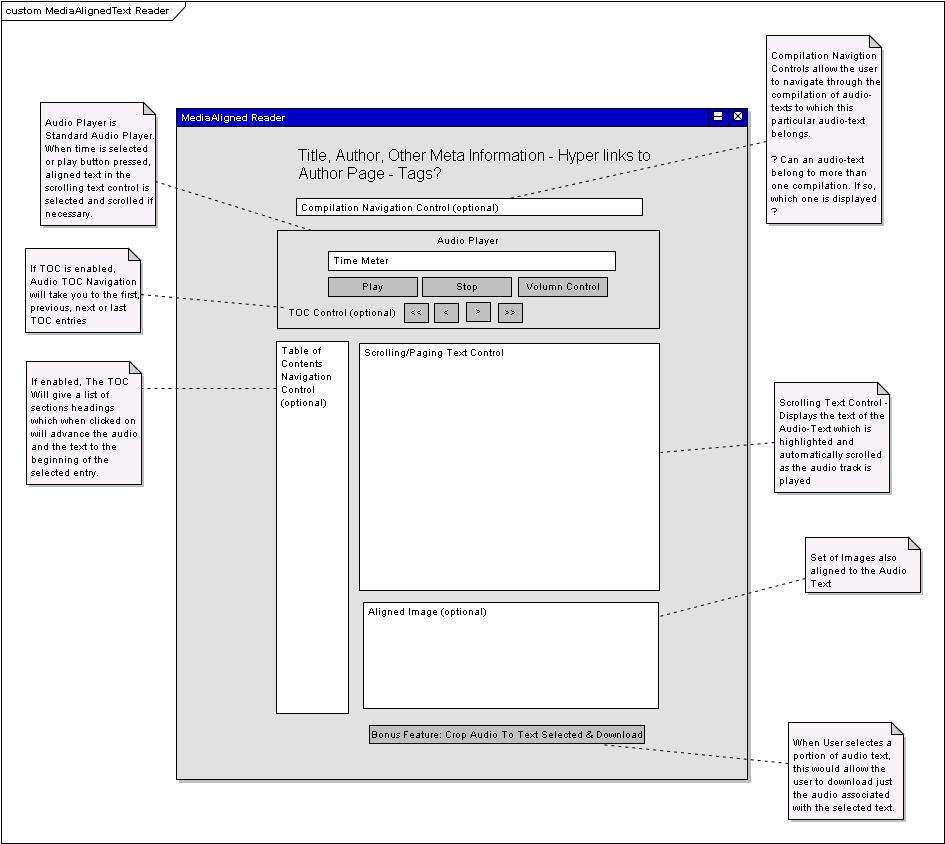 custom MediaAlignedText Reader
Compilation Navigtion
Controls allow the user
to navigate through the
compilation of audio-
texts to which this
particular audio-text
belongs.
? Can an audio-text
belong to more than
one compilation. If so,
which one is displayed
?
Audio Player is
Standard Audio Player.
When time is selected
or play button pressed,
aligned text in the
scrolling text control is
selected and scrolled if
necessary.
MediaAligned Reader
Title, Author, Other Meta Information - Hyper links to
Author Page - Tags?
Compilation Navigation Control (optional)
Audio Player
Time Meter
Play
Stop
Volumn Control
TOC Control (optional)
<<
<
>
>>
If TOC is enabled,
Audio TOC Navigation
will take you to the first,
previous, next or last
TOC entries
Table of
Contents
Navigation
Control
(optional)
Scrolling/Paging Text Control
If enabled, The TOC
Will give a list of
sections headings
which when clicked on
will advance the audio
and the text to the
beginning of the
selected entry.
Scrolling Text Control -
Displays the text of the
Audio-Text which is
highlighted and
automatically scrolled
as the audio track is
played
Set of Images also
aligned to the Audio
Text
Aligned Image (optional)
Bonus Feature: Crop Audio To Text Selected & Download
When User selectes a
portion of audio text,
this would allow the
user to download just
the audio associated
with the selected text.